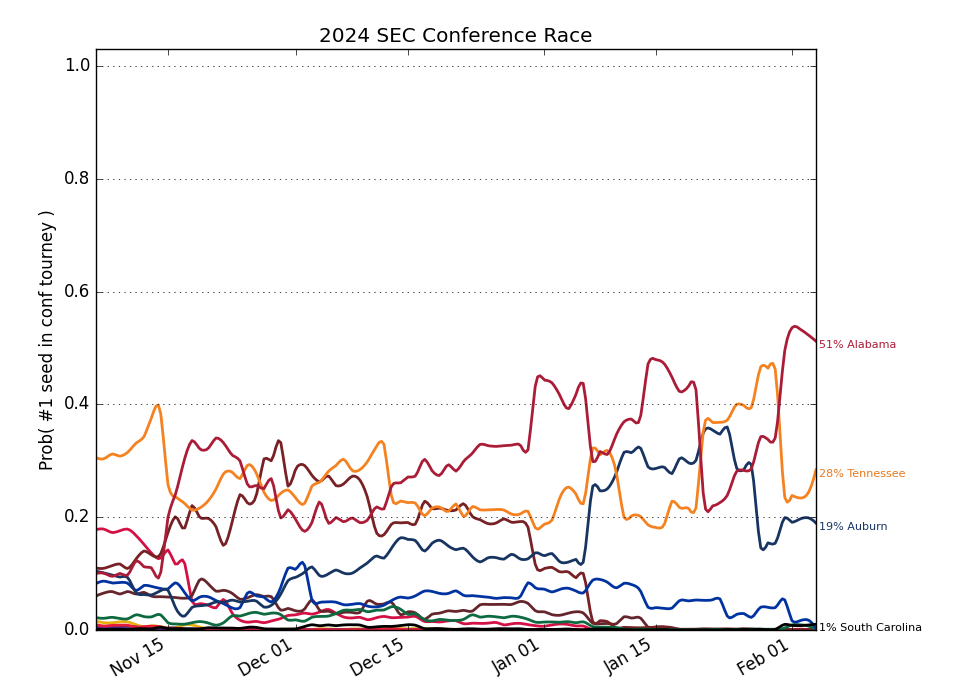 2024 SEC Conference Race
Prob( #1 seed in conf tourney )
1.0
0.8
0.6
0.4
0.2
0.0
51% Alabama
28% Tennessee
19% Auburn
1% South Carolina
Nov 15
Dec 01
Dec 15
Jan 01
Jan 15
Feb 01